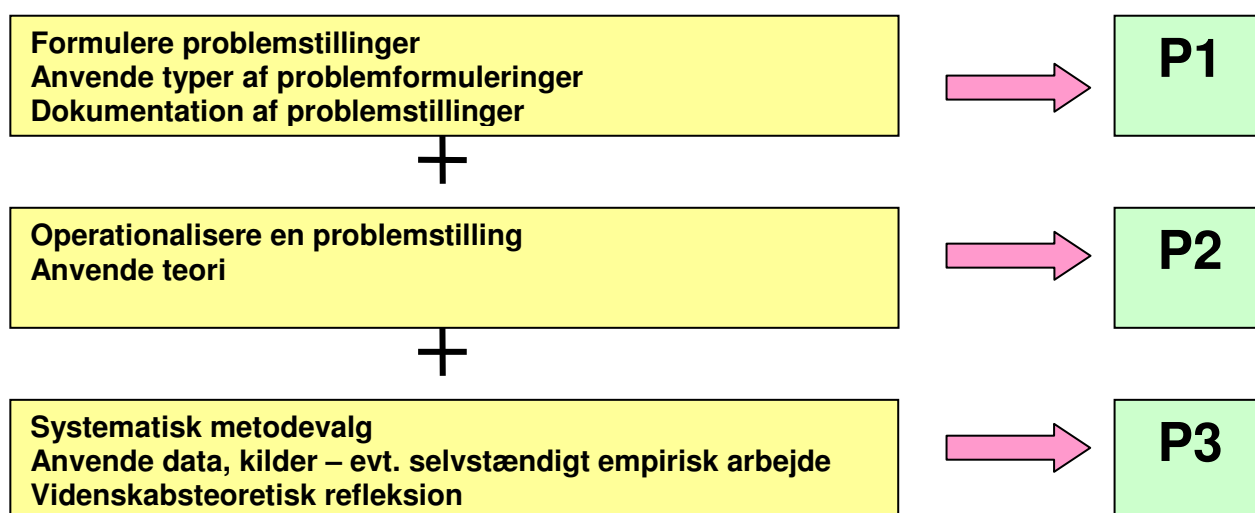 Formulere problemstillinger
Anvende typer af problemformuleringer
Dokumentation af problemstillinger
P1
+
Operationalisere en problemstilling
Anvende teori
P2
+
Systematisk metodevalg
Anvende data, kilder – evt. selvstændigt empirisk arbejde
Videnskabsteoretisk refleksion
P3